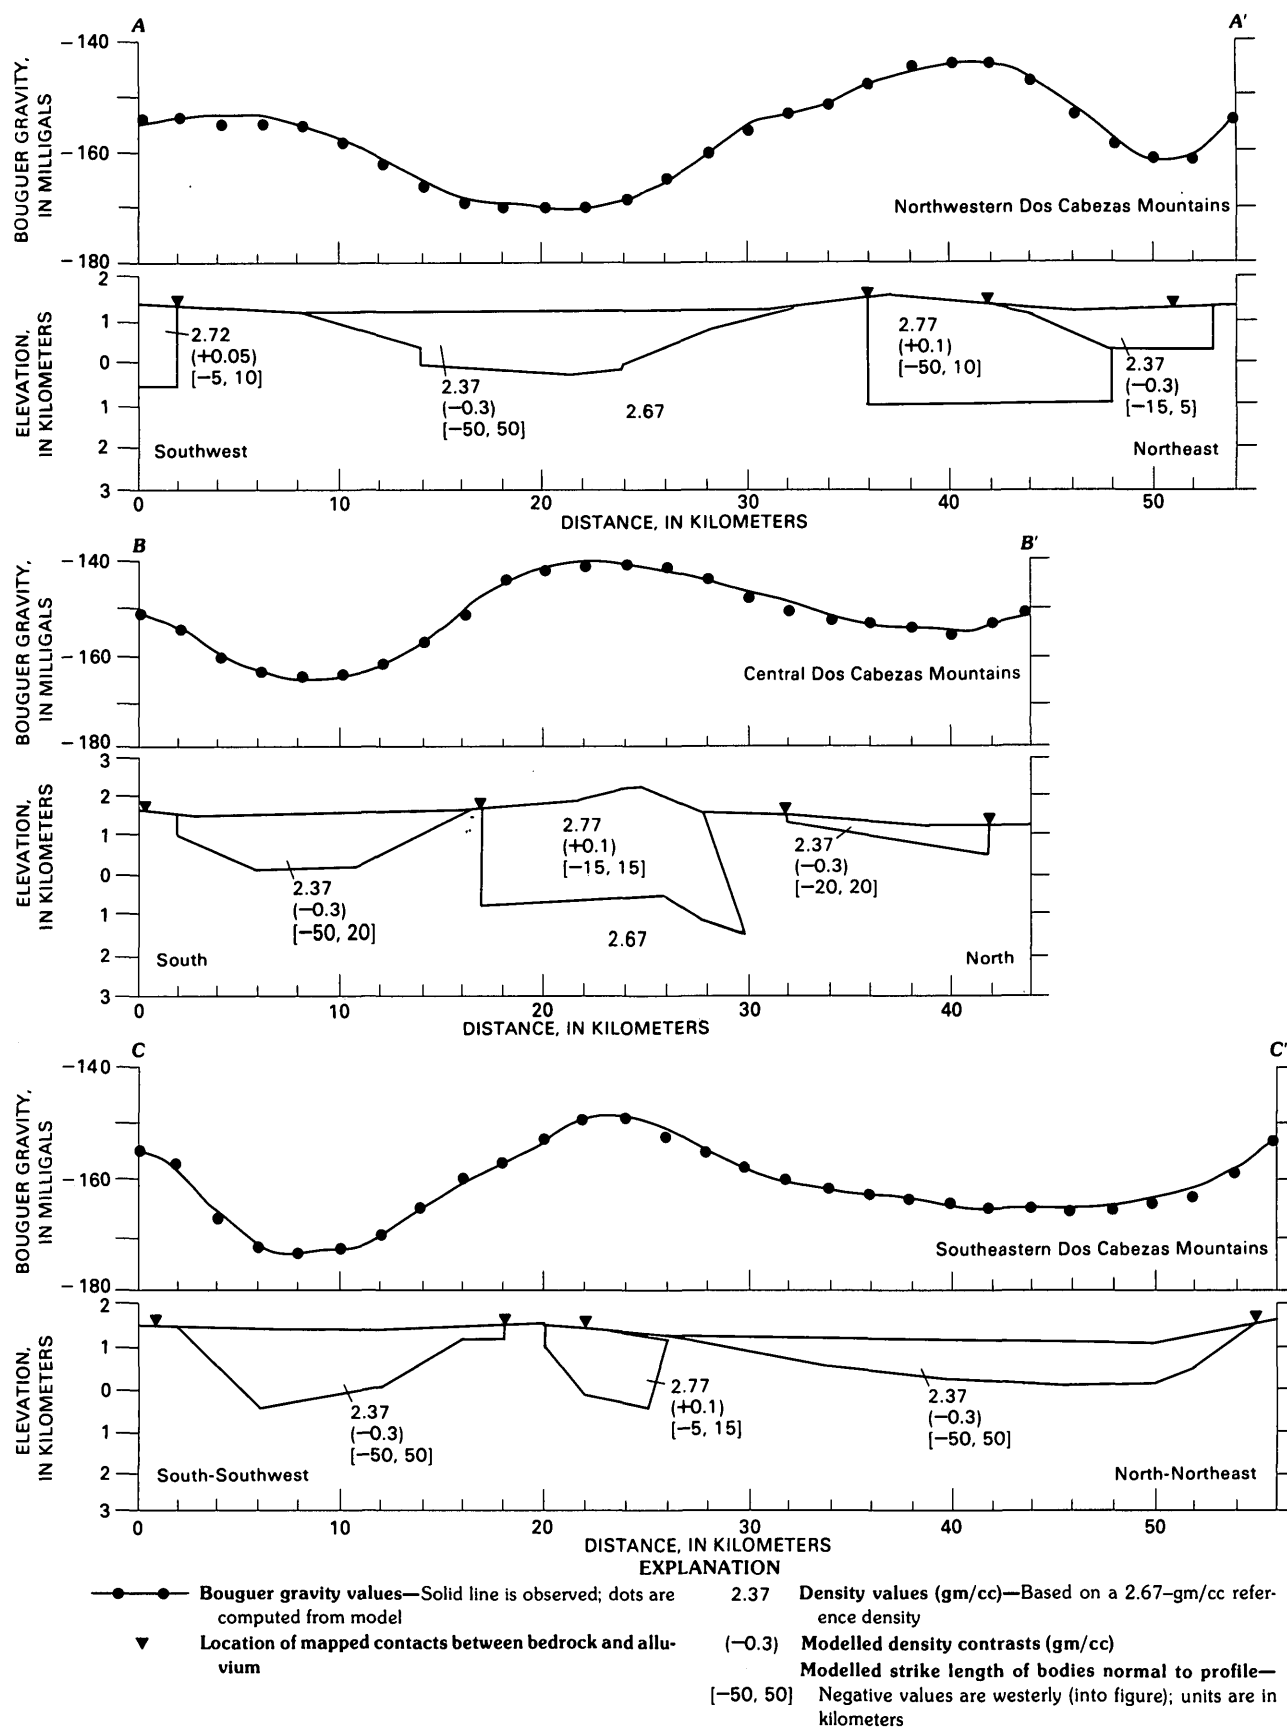 A
A'
BOUGUER GRAVITY,
IN MILLIGALS
−140
−160
−180
Northwestern Dos Cabezas Mountains
ELEVATION,
IN KILOMETERS
2
1
0
1
2
3
2.72
(+0.05)
[−5, 10]
2.37
(−0.3)
[−50, 50]
2.67
2.77
(+0.1)
[−50, 10]
2.37
(−0.3)
[−15, 5]
Southwest
Northeast
0 10 20 30 40 50
DISTANCE, IN KILOMETERS
B
B'
BOUGUER GRAVITY,
IN MILLIGALS
−140
−160
−180
Central Dos Cabezas Mountains
ELEVATION,
IN KILOMETERS
3
2
1
0
1
2
3
2.37
(−0.3)
[−50, 20]
2.77
(+0.1)
[−15, 15]
2.67
2.37
(−0.3)
[−20, 20]
South
North
0 10 20 30 40
DISTANCE, IN KILOMETERS
C
C'
BOUGUER GRAVITY,
IN MILLIGALS
−140
−160
−180
Southeastern Dos Cabezas Mountains
ELEVATION,
IN KILOMETERS
2
1
0
1
2
3
2.37
(−0.3)
[−50, 50]
2.77
(+0.1)
[−5, 15]
2.37
(−0.3)
[−50, 50]
South-Southwest
North-Northeast
0 10 20 30 40 50
DISTANCE, IN KILOMETERS
EXPLANATION
Bouguer gravity values—Solid line is observed; dots are
computed from model
Location of mapped contacts between bedrock and allu-
vium
2.37 Density values (gm/cc)—Based on a 2.67–gm/cc refer-
ence density
(−0.3) Modelled density contrasts (gm/cc)
Modelled strike length of bodies normal to profile—
[−50, 50] Negative values are westerly (into figure); units are in
kilometers